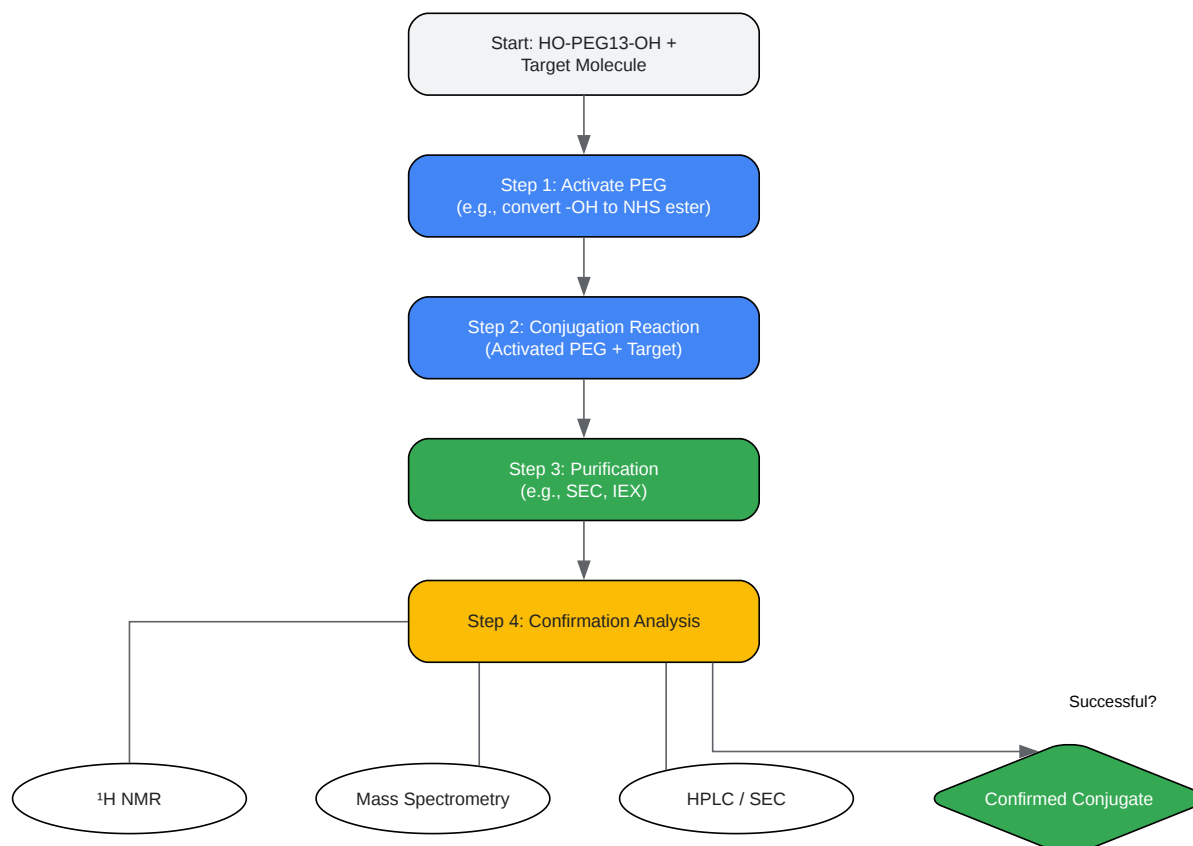 Start: HO-PEG13-OH +
Target Molecule
Step 1: Activate PEG
(e.g., convert -OH to NHS ester)
Step 2: Conjugation Reaction
(Activated PEG + Target)
Step 3: Purification
(e.g., SEC, IEX)
Step 4: Confirmation Analysis
Successful?
¹H NMR
Mass Spectrometry
HPLC / SEC
Confirmed Conjugate